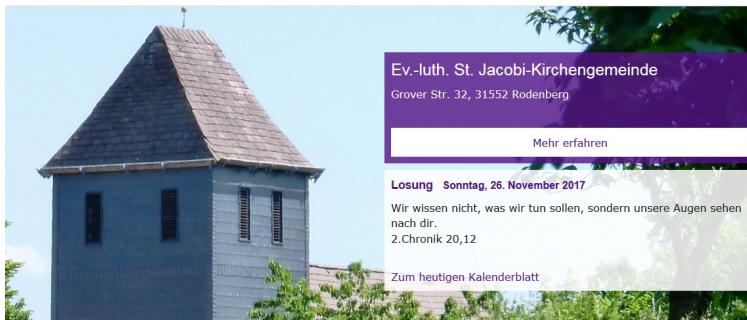 Ev.-luth. St. Jacobi-Kirchengemeinde
Grover Str. 32, 31552 Rodenberg
Mehr erfahren
Losung Sonntag, 26. November 2017
Wir wissen nicht, was wir tun sollen, sondern unsere Augen sehen
nach dir.
2.Chronik 20,12
Zum heutigen Kalenderblatt